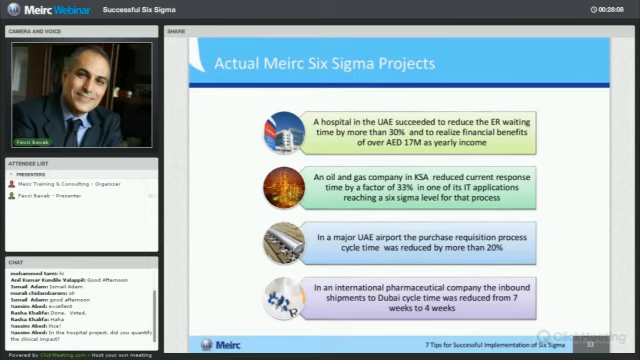 Meirc Webinar
Successful Six Sigma
00:28:08
CAMERA AND VOICE
SHARE
Fawzi Bawab
ATTENDEE LIST
PRESENTERS
Meirc Training & Consulting - Organizer
Fawzi Bawab - Presenter
CHAT
mohammed tarni: hi
Anil Kumar Kundile Valappil: Good Afternoon
Ismail Adam: Ismail Adam
murali chidambaram: ok
Ismail Adam: good afternoon
Nassim Abed: excellent
Rasha Khalifa: Done. Voted.
Rasha Khalifa: Haha
Nassim Abed: Nice!
Nassim Abed: In the hospital project, did you quantify
the clinical impact?
Powered by ClickMeeting.com - Host your own meeting
Actual Meirc Six Sigma Projects
A hospital in the UAE succeeded to reduce the ER waiting
time by more than 30% and to realize financial benefits
of over AED 17M as yearly income
An oil and gas company in KSA reduced current response
time by a factor of 33% in one of its IT applications
reaching a six sigma level for that process
In a major UAE airport the purchase requisition process
cycle time was reduced by more than 20%
In an international pharmaceutical company the inbound
shipments to Dubai cycle time was reduced from 7
weeks to 4 weeks
Meirc
7 Tips for Successful Implementation of Six Sigma
33
ClickMeeting